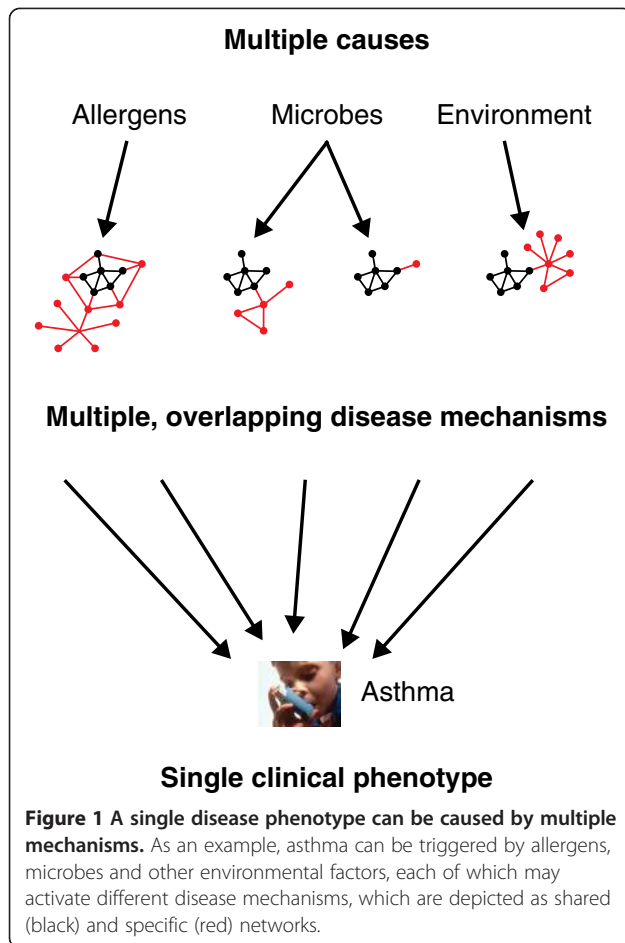 Multiple causes
Allergens Microbes Environment
Multiple, overlapping disease mechanisms
Asthma
Single clinical phenotype
Figure 1 A single disease phenotype can be caused by multiple
mechanisms. As an example, asthma can be triggered by allergens,
microbes and other environmental factors, each of which may
activate different disease mechanisms, which are depicted as shared
(black) and specific (red) networks.